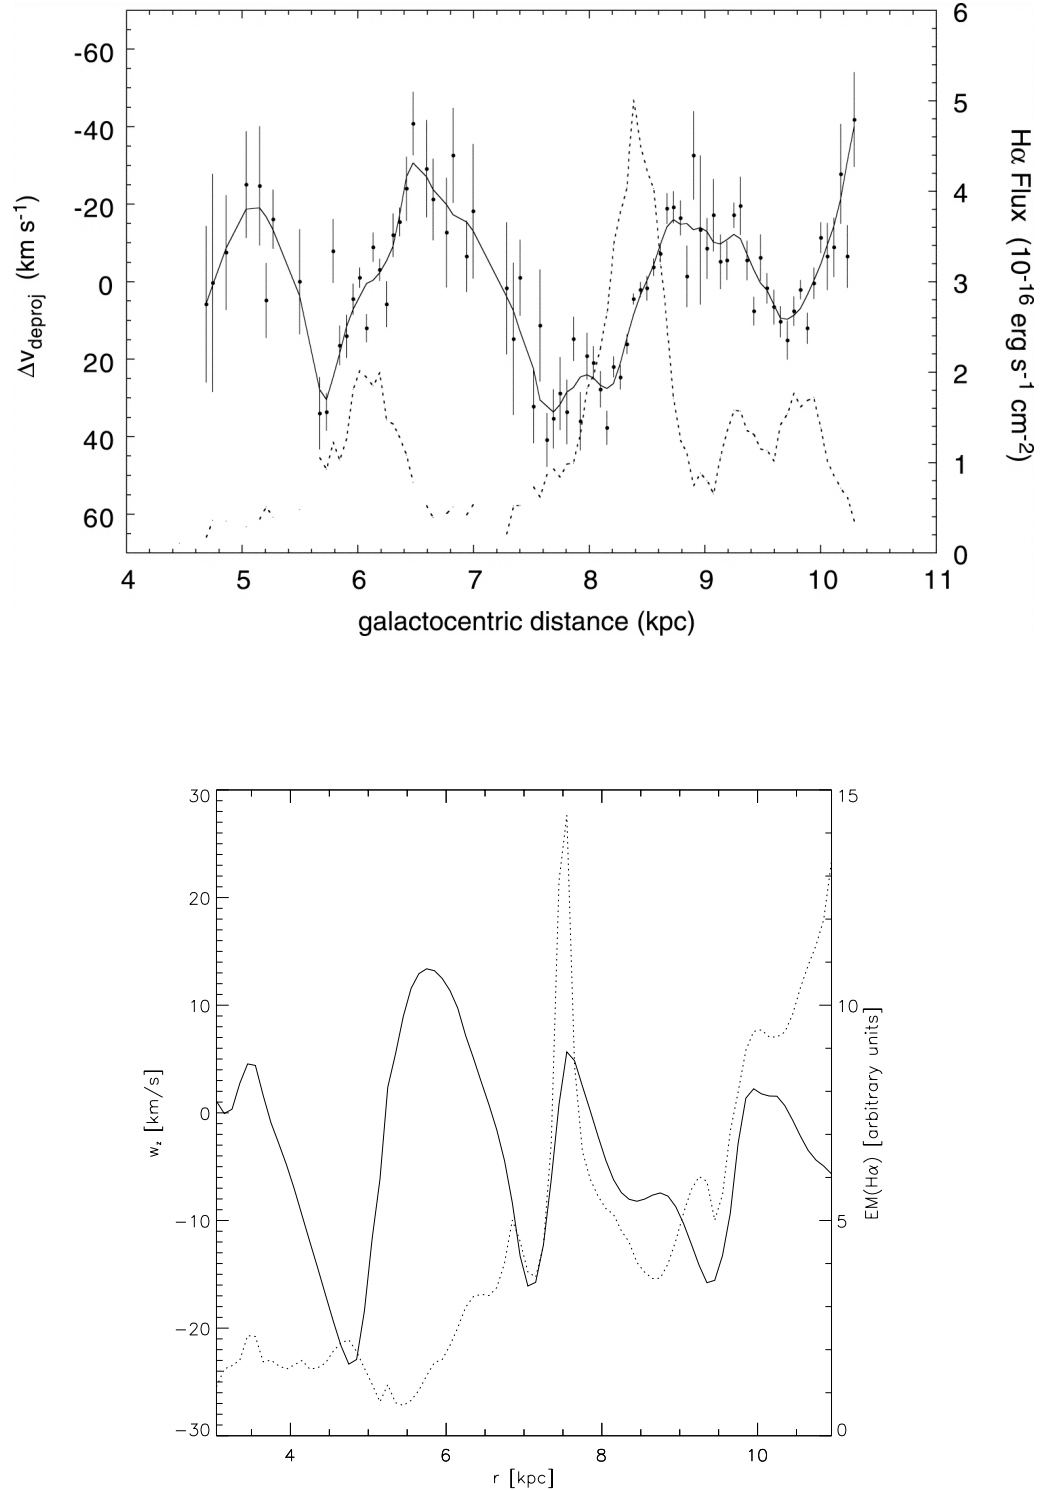 6
-60
5
-40
4
-20
0
3
20
2
40
1
60
0
Δv_deproj (km s⁻¹)
Hα Flux (10⁻¹⁶ erg s⁻¹ cm⁻²)
4 5 6 7 8 9 10 11
galactocentric distance (kpc)
30 15
20
10 10
0
−10 5
−20
−30 0
w_z [km/s]
EM(Hα) [arbitrary units]
4 6 8 10
r [kpc]